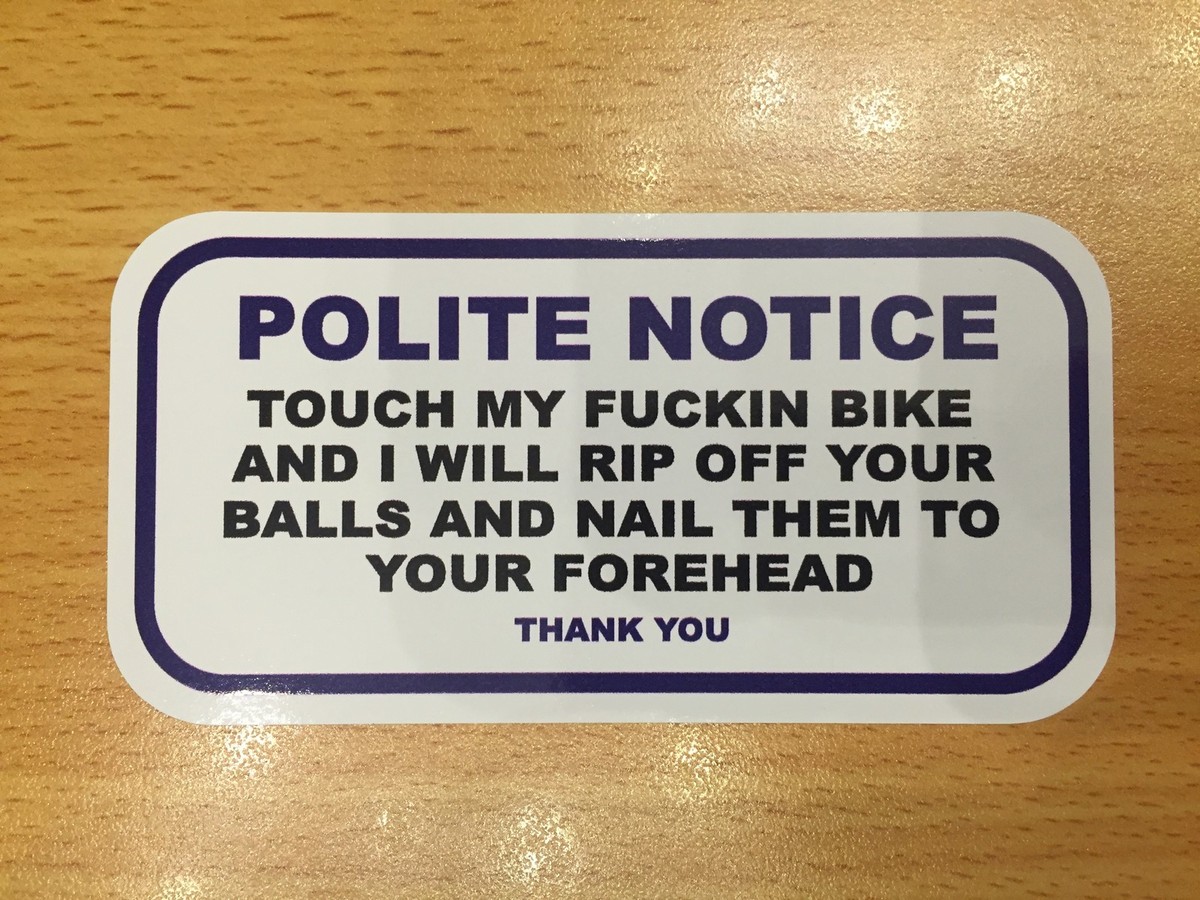 POLITE NOTICE
TOUCH MY FUCKIN BIKE
AND I WILL RIP OFF YOUR
BALLS AND NAIL THEM TO
YOUR FOREHEAD
THANK YOU